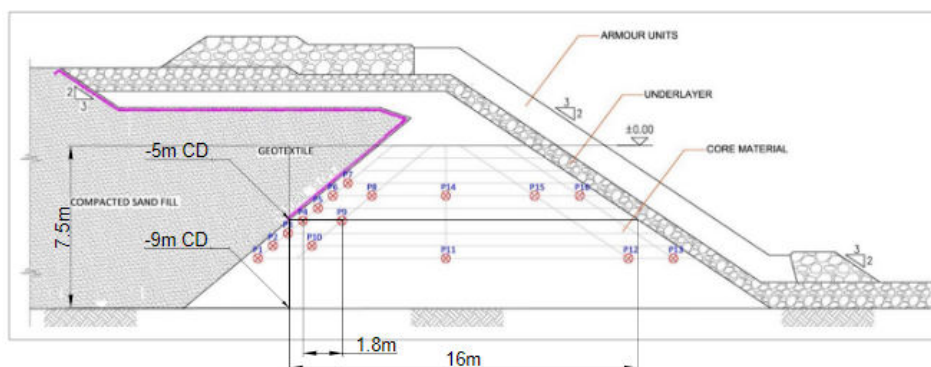 ARMOUR UNITS
2
3
3
2
UNDERLAYER
±0.00
-5m CD
GEOTEXTILE
CORE MATERIAL
P7
P6
P8
P14
P15
P16
COMPACTED SAND FILL
P5
P4
P9
7.5m
P3
-9m CD
P2
P10
P1
P11
P12
P13
3
2
1.8m
16m